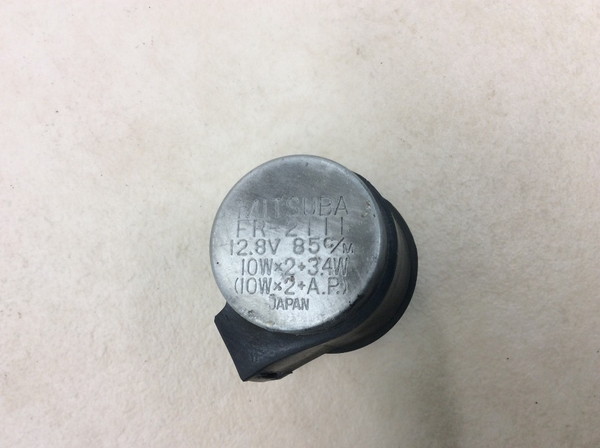 MITSUBA
FR-2111
12.8V 85C/M
10W×2+3.4W
(10W×2+A.P.)
JAPAN